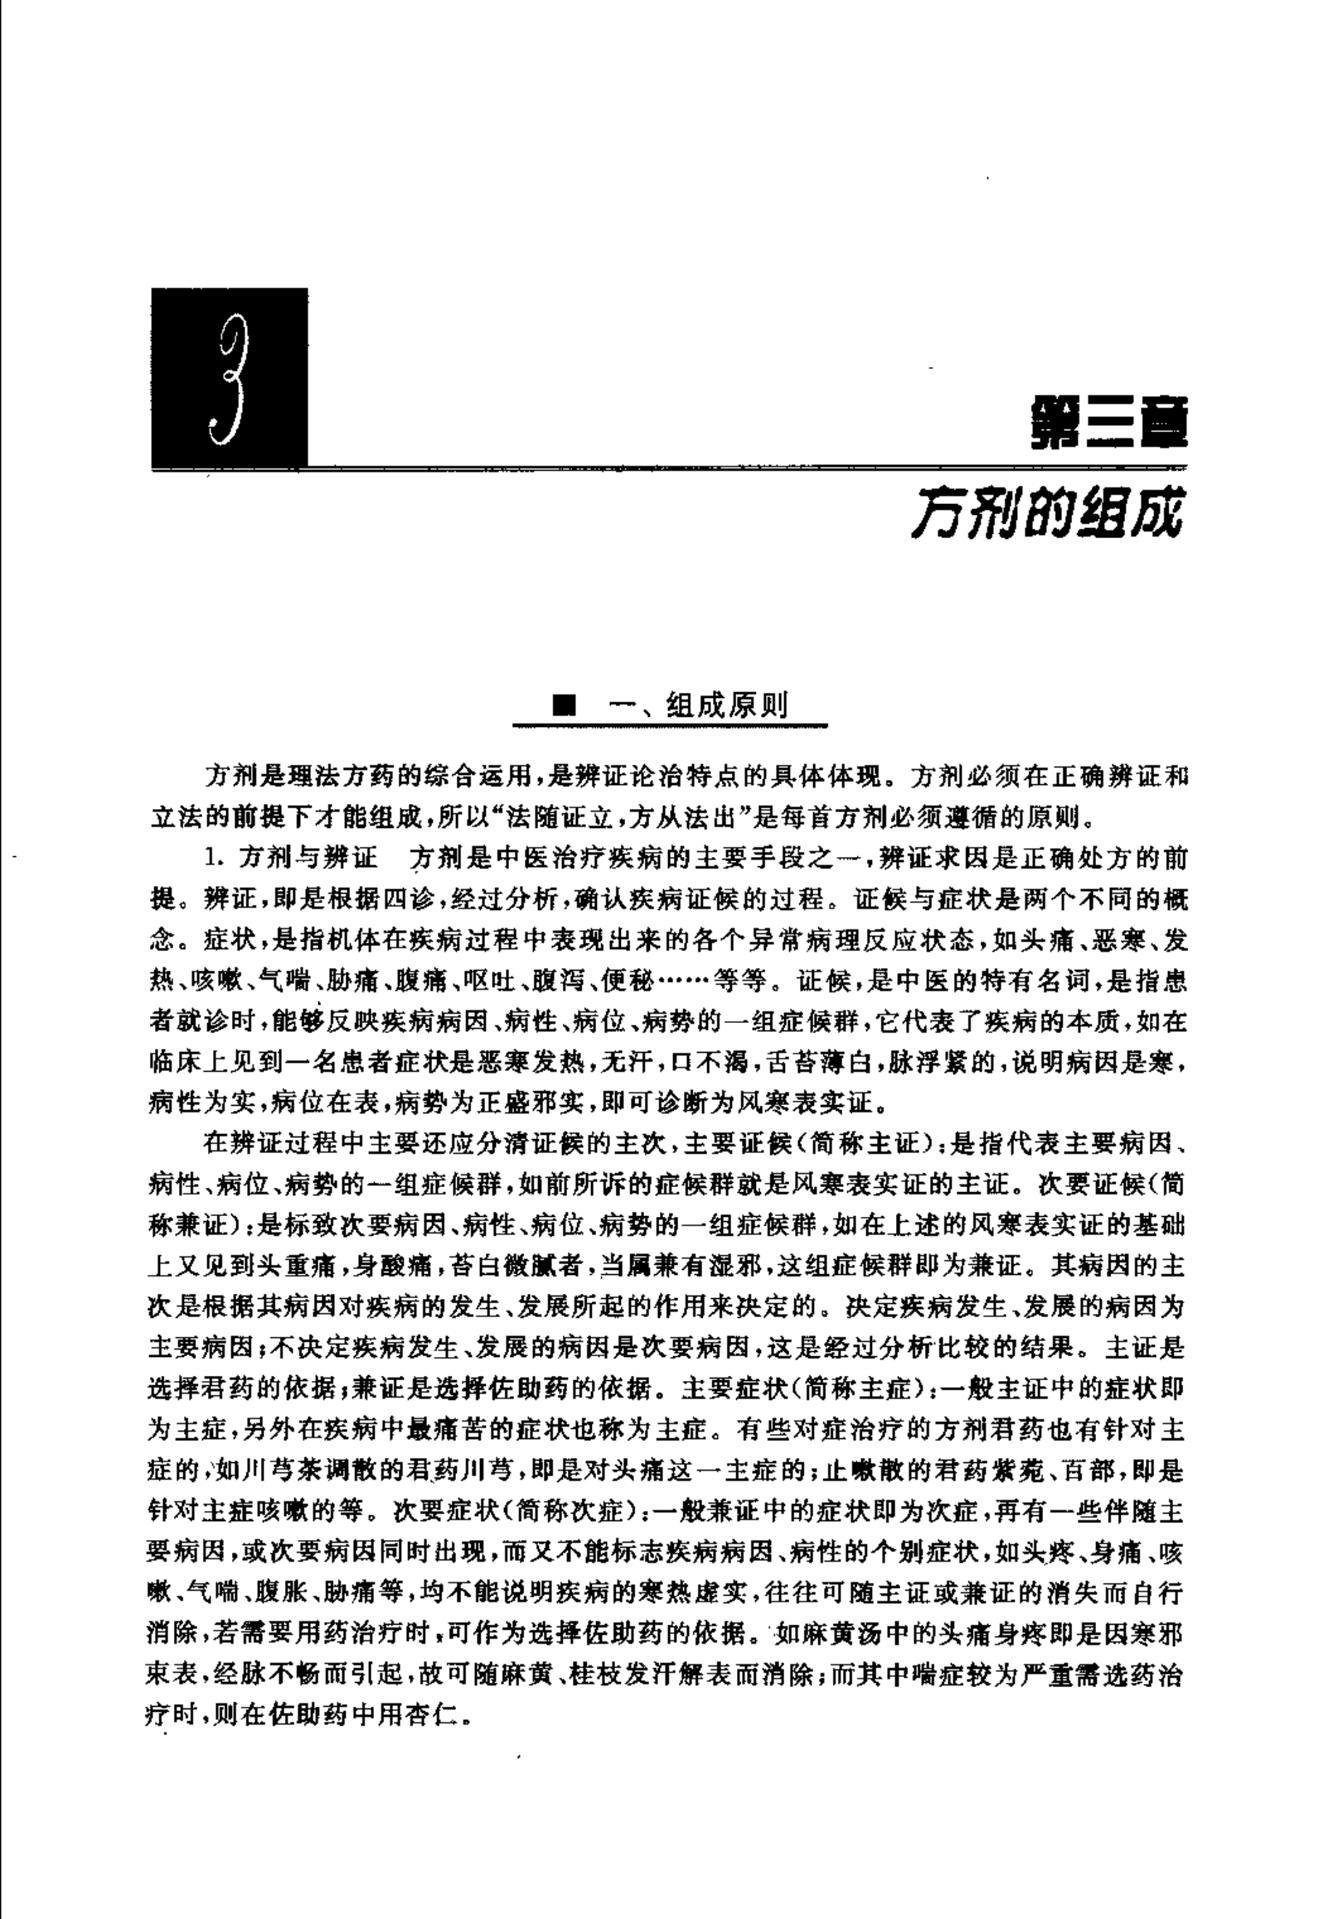 3
第三章
方剂的组成
■ 一、组成原则
方剂是理法方药的综合运用,是辨证论治特点的具体体现。方剂必须在正确辨证和
立法的前提下才能组成,所以“法随证立,方从法出”是每首方剂必须遵循的原则。
1. 方剂与辨证 方剂是中医治疗疾病的主要手段之一,辨证求因是正确处方的前
提。辨证,即是根据四诊,经过分析,确认疾病证候的过程。证候与症状是两个不同的概
念。症状,是指机体在疾病过程中表现出来的各个异常病理反应状态,如头痛、恶寒、发
热、咳嗽、气喘、胁痛、腹痛、呕吐、腹泻、便秘……等等。证候,是中医的特有名词,是指患
者就诊时,能够反映疾病病因、病性、病位、病势的一组症候群,它代表了疾病的本质,如在
临床上见到一名患者症状是恶寒发热,无汗,口不渴,舌苔薄白,脉浮紧的,说明病因是寒,
病性为实,病位在表,病势为正盛邪实,即可诊断为风寒表实证。
在辨证过程中主要还应分清证候的主次,主要证候(简称主证):是指代表主要病因、
病性、病位、病势的一组症候群,如前所诉的症候群就是风寒表实证的主证。次要证候(简
称兼证):是标致次要病因、病性、病位、病势的一组症候群,如在上述的风寒表实证的基础
上又见到头重痛,身酸痛,苔白微腻者,当属兼有湿邪,这组症候群即为兼证。其病因的主
次是根据其病因对疾病的发生、发展所起的作用来决定的。决定疾病发生、发展的病因为
主要病因;不决定疾病发生、发展的病因是次要病因,这是经过分析比较的结果。主证是
选择君药的依据;兼证是选择佐助药的依据。主要症状(简称主症):一般主证中的症状即
为主症,另外在疾病中最痛苦的症状也称为主症。有些对症治疗的方剂君药也有针对主
症的,如川芎茶调散的君药川芎,即是对头痛这一主症的;止嗽散的君药紫菀、百部,即是
针对主症咳嗽的等。次要症状(简称次症):一般兼证中的症状即为次症,再有一些伴随主
要病因,或次要病因同时出现,而又不能标志疾病病因、病性的个别症状,如头疼、身痛、咳
嗽、气喘、腹胀、胁痛等,均不能说明疾病的寒热虚实,往往可随主证或兼证的消失而自行
消除,若需要用药治疗时,可作为选择佐助药的依据。如麻黄汤中的头痛身疼即是因寒邪
束表,经脉不畅而引起,故可随麻黄、桂枝发汗解表而消除;而其中喘症较为严重需选药治
疗时,则在佐助药中用杏仁。